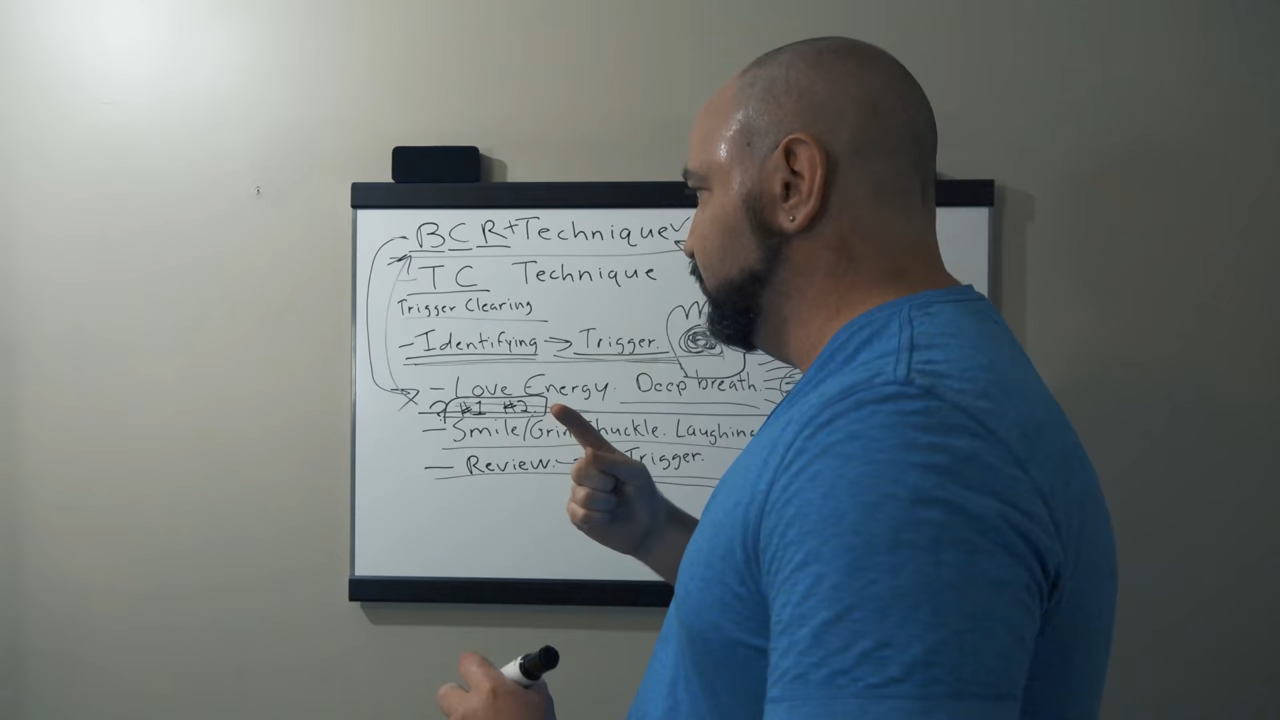 BCR+Technique✓
- TC Technique
Trigger Clearing
- Identifying → Trigger.
- Love Energy. Deep breath.
#1 #2
- Smile/Grin Chuckle. Laughing
- Review. → Trigger.